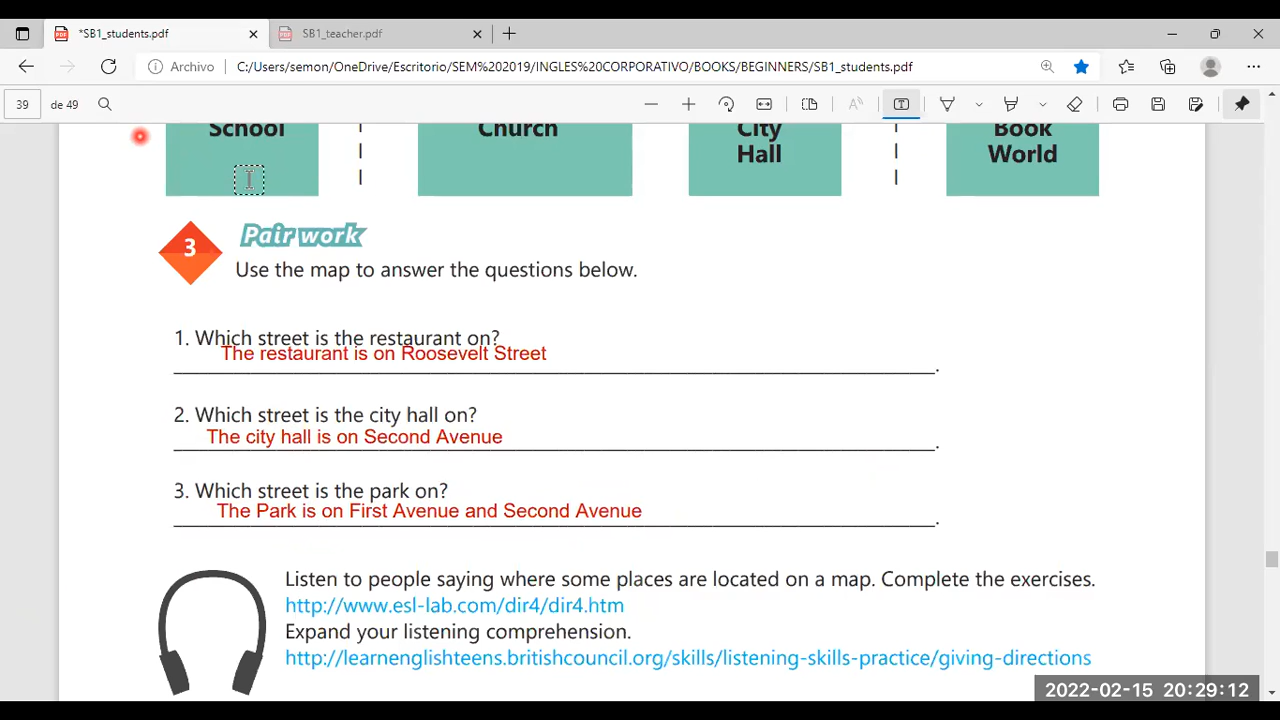 *SB1_students.pdf
SB1_teacher.pdf
Archivo
C:/Users/semon/OneDrive/Escritorio/SEM%202019/INGLES%20CORPORATIVO/BOOKS/BEGINNERS/SB1_students.pdf
39 de 49
School
Church
City
Hall
Book
World
3
Pair work
Use the map to answer the questions below.
1. Which street is the restaurant on?
The restaurant is on Roosevelt Street
2. Which street is the city hall on?
The city hall is on Second Avenue
3. Which street is the park on?
The Park is on First Avenue and Second Avenue
Listen to people saying where some places are located on a map. Complete the exercises.
http://www.esl-lab.com/dir4/dir4.htm
Expand your listening comprehension.
http://learnenglishteens.britishcouncil.org/skills/listening-skills-practice/giving-directions
2022-02-15 20:29:12